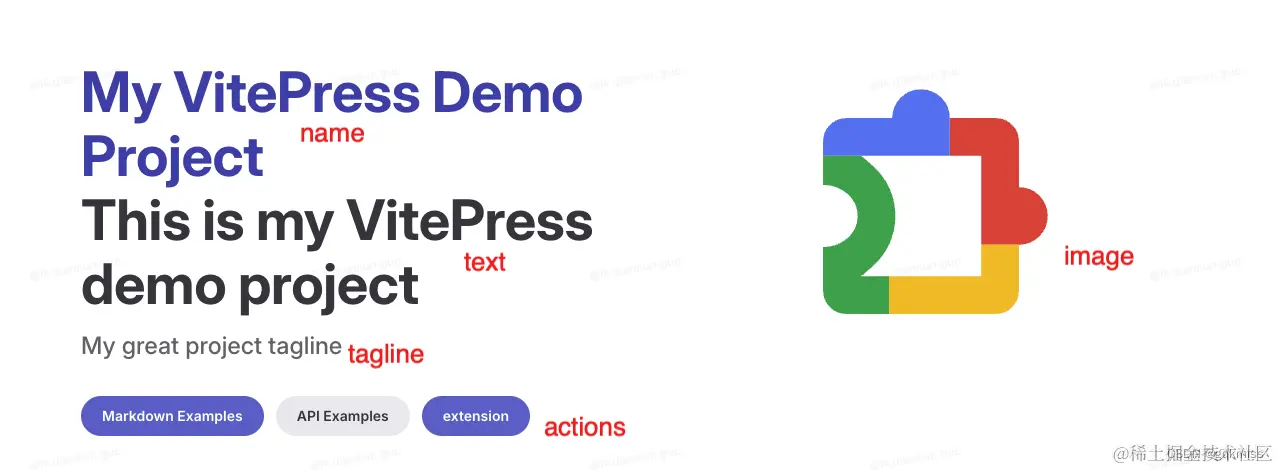 My VitePress Demo
Project
name
This is my VitePress
demo project
text
My great project tagline
tagline
Markdown Examples
API Examples
extension
actions
image
@稀土掘金技术社区